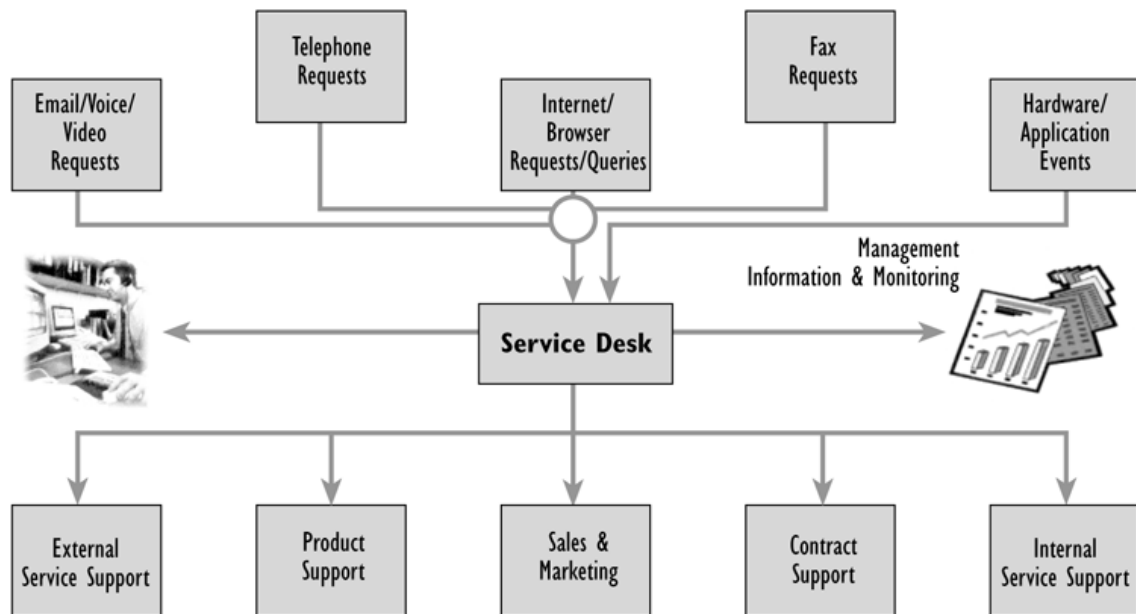 Telephone
Requests
Fax
Requests
Email/Voice/
Video
Requests
Internet/
Browser
Requests/Queries
Hardware/
Application
Events
Management
Information & Monitoring
Service Desk
External
Service Support
Product
Support
Sales &
Marketing
Contract
Support
Internal
Service Support